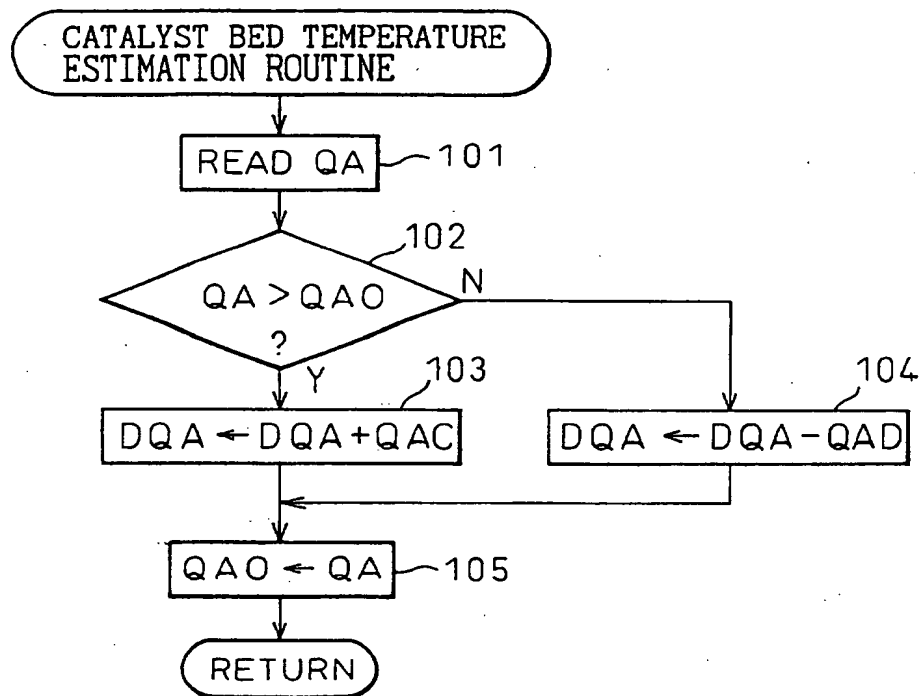 CATALYST BED TEMPERATURE
ESTIMATION ROUTINE
READ QA
101
102
QA > QAO
?
N
Y
103
DQA ← DQA + QAC
104
DQA ← DQA - QAD
QAO ← QA
105
RETURN